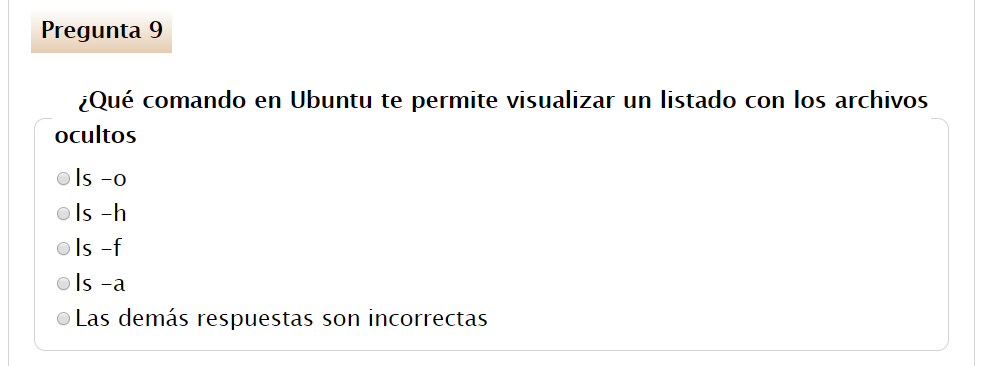 Pregunta 9
¿Qué comando en Ubuntu te permite visualizar un listado con los archivos
ocultos
ls -o
ls -h
ls -f
ls -a
Las demás respuestas son incorrectas